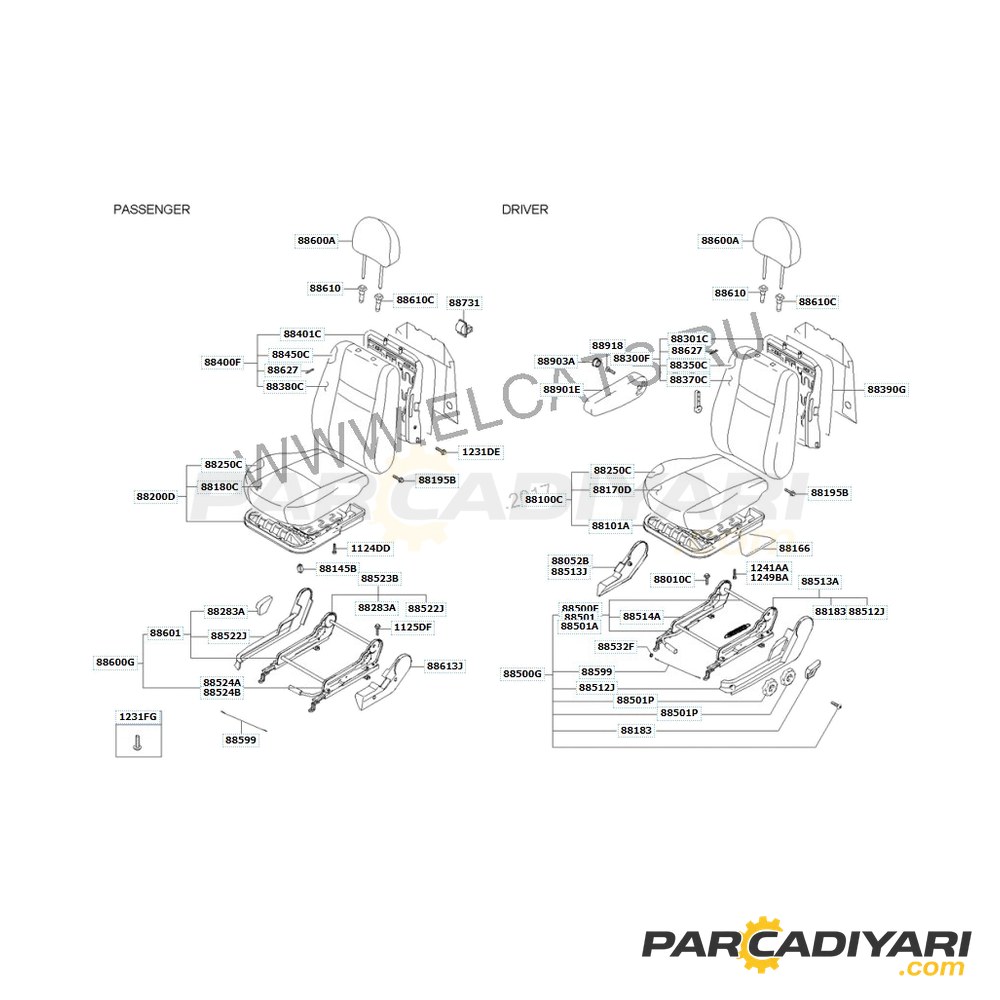 PASSENGER
DRIVER
88600A
88610
88610C
88731
88401C
88450C
88400F
88627
88380C
1231DE
88195B
88250C
88180C
88200D
1124DD
88145B
88523B
88283A
88522J
88283A
1125DF
88601
88522J
88600G
88613J
88524A
88524B
1231FG
88599
88600A
88610
88610C
88918
88903A
88300F
88901E
88301C
88627
88350C
88370C
88390G
88250C
88170D
88100C
88101A
88195B
88166
88052B
88513J
88010C
1241AA
1249BA
88513A
88183
88512J
88500F
88501
88501A
88514A
88532F
88500G
88599
88512J
88501P
88501P
88183
WWW.ELCATS.RU
2017
PARCADIYARI
PARCADIYARI
.com